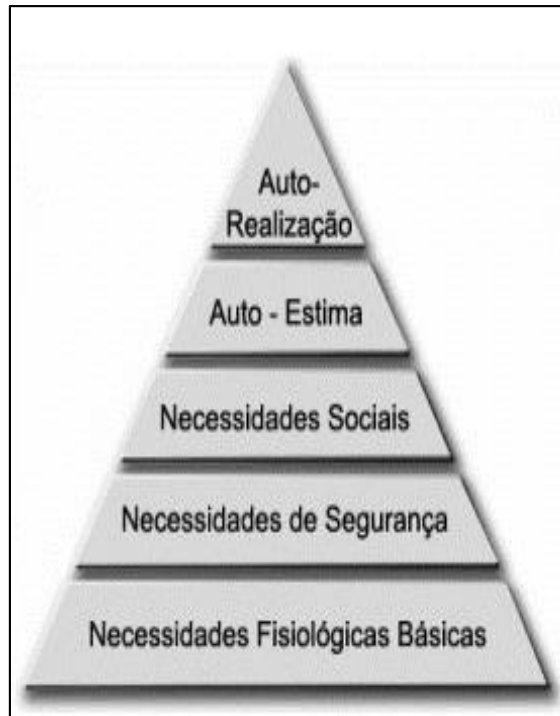 Auto-
Realização
Auto - Estima
Necessidades Sociais
Necessidades de Segurança
Necessidades Fisiológicas Básicas